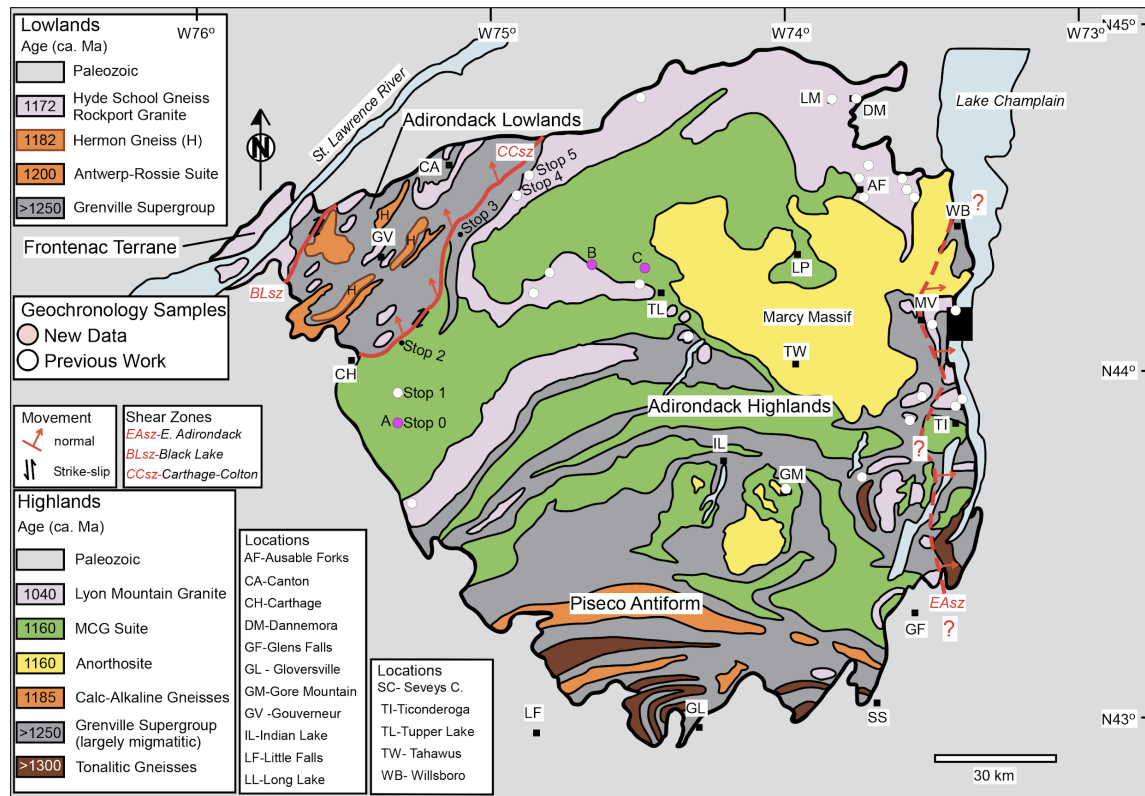 Lowlands
Age (ca. Ma)
Paleozoic
1172 Hyde School Gneiss
Rockport Granite
1182 Hermon Gneiss (H)
1200 Antwerp-Rossie Suite
>1250 Grenville Supergroup
Frontenac Terrane
Geochronology Samples
New Data
Previous Work
Movement
normal
Strike-slip
Shear Zones
EAsz-E. Adirondack
BLsz-Black Lake
CCsz-Carthage-Colton
Highlands
Age (ca. Ma)
Paleozoic
1040 Lyon Mountain Granite
1160 MCG Suite
1160 Anorthosite
1185 Calc-Alkaline Gneisses
>1250 Grenville Supergroup
(largely migmatitic)
>1300 Tonalitic Gneisses
Locations
AF-Ausable Forks
CA-Canton
CH-Carthage
DM-Dannemora
GF-Glens Falls
GL - Gloversville
GM-Gore Mountain
GV -Gouverneur
IL-Indian Lake
LF-Little Falls
LL-Long Lake
Locations
SC- Seveys C.
TI-Ticonderoga
TL-Tupper Lake
TW- Tahawus
WB- Willsboro
W76º
W75º
W74º
W73º
N45º
N44º
N43º
N
St. Lawrence River
Adirondack Lowlands
Lake Champlain
LM
DM
CA
CCsz
Stop 5
Stop 4
Stop 3
AF
WB
?
H
H
H
GV
BLsz
B
C
LP
TL
Marcy Massif
MV
TW
Stop 2
CH
Stop 1
A
Stop 0
Adirondack Highlands
TI
?
IL
GM
Piseco Antiform
EAsz
?
GF
LF
GL
SS
30 km